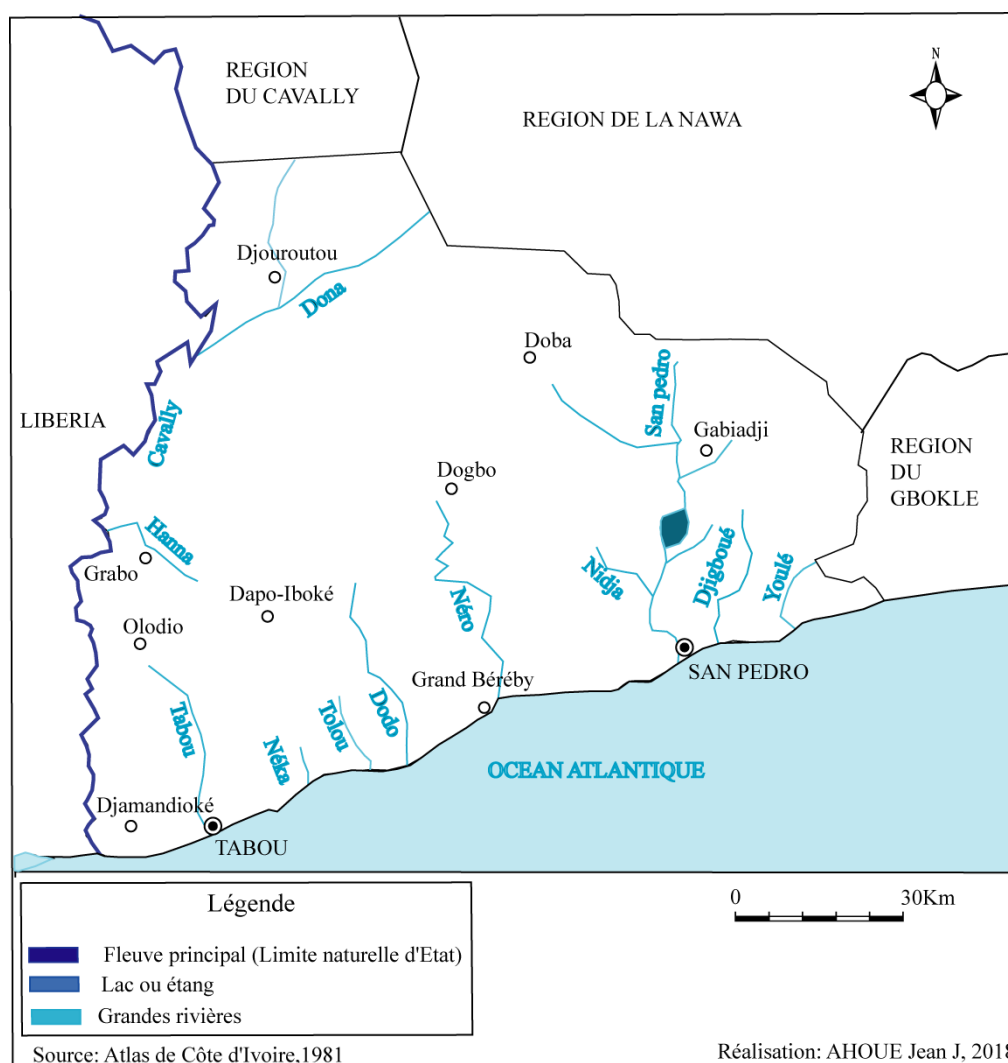 N
REGION
DU CAVALLY
REGION DE LA NAWA
Djouroutou
Dona
Doba
San pedro
LIBERIA
Cavally
Gabiadji
REGION
DU
GBOKLE
Dogbo
Hanna
Grabo
Nidja
Djigboué
Youlé
Dapo-Iboké
Néro
Olodio
Grand Béréby
SAN PEDRO
Tabou
Néka
Tolou
Dodo
OCEAN ATLANTIQUE
Djamandioké
TABOU
Légende
0 30Km
Fleuve principal (Limite naturelle d'Etat)
Lac ou étang
Grandes rivières
Source: Atlas de Côte d'Ivoire,1981
Réalisation: AHOUE Jean J, 2018